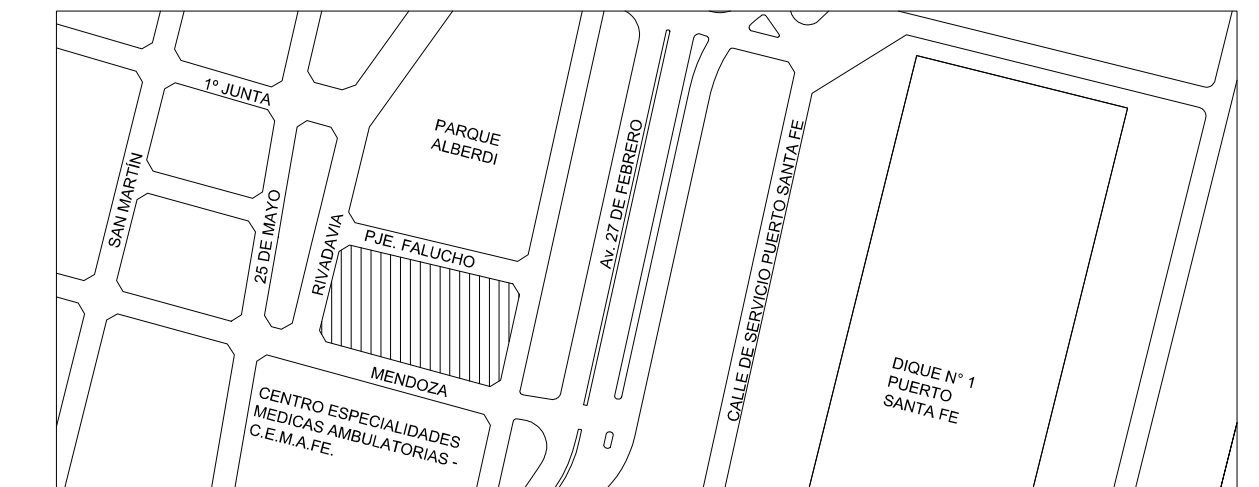 1º JUNTA
PARQUE
ALBERDI
SAN MARTÍN
25 DE MAYO
RIVADAVIA
PJE. FALUCHO
Av. 27 DE FEBRERO
CALLE DE SERVICIO PUERTO SANTA FE
MENDOZA
CENTRO ESPECIALIDADES
MEDICAS AMBULATORIAS -
C.E.M.A.FE.
DIQUE N° 1
PUERTO
SANTA FE